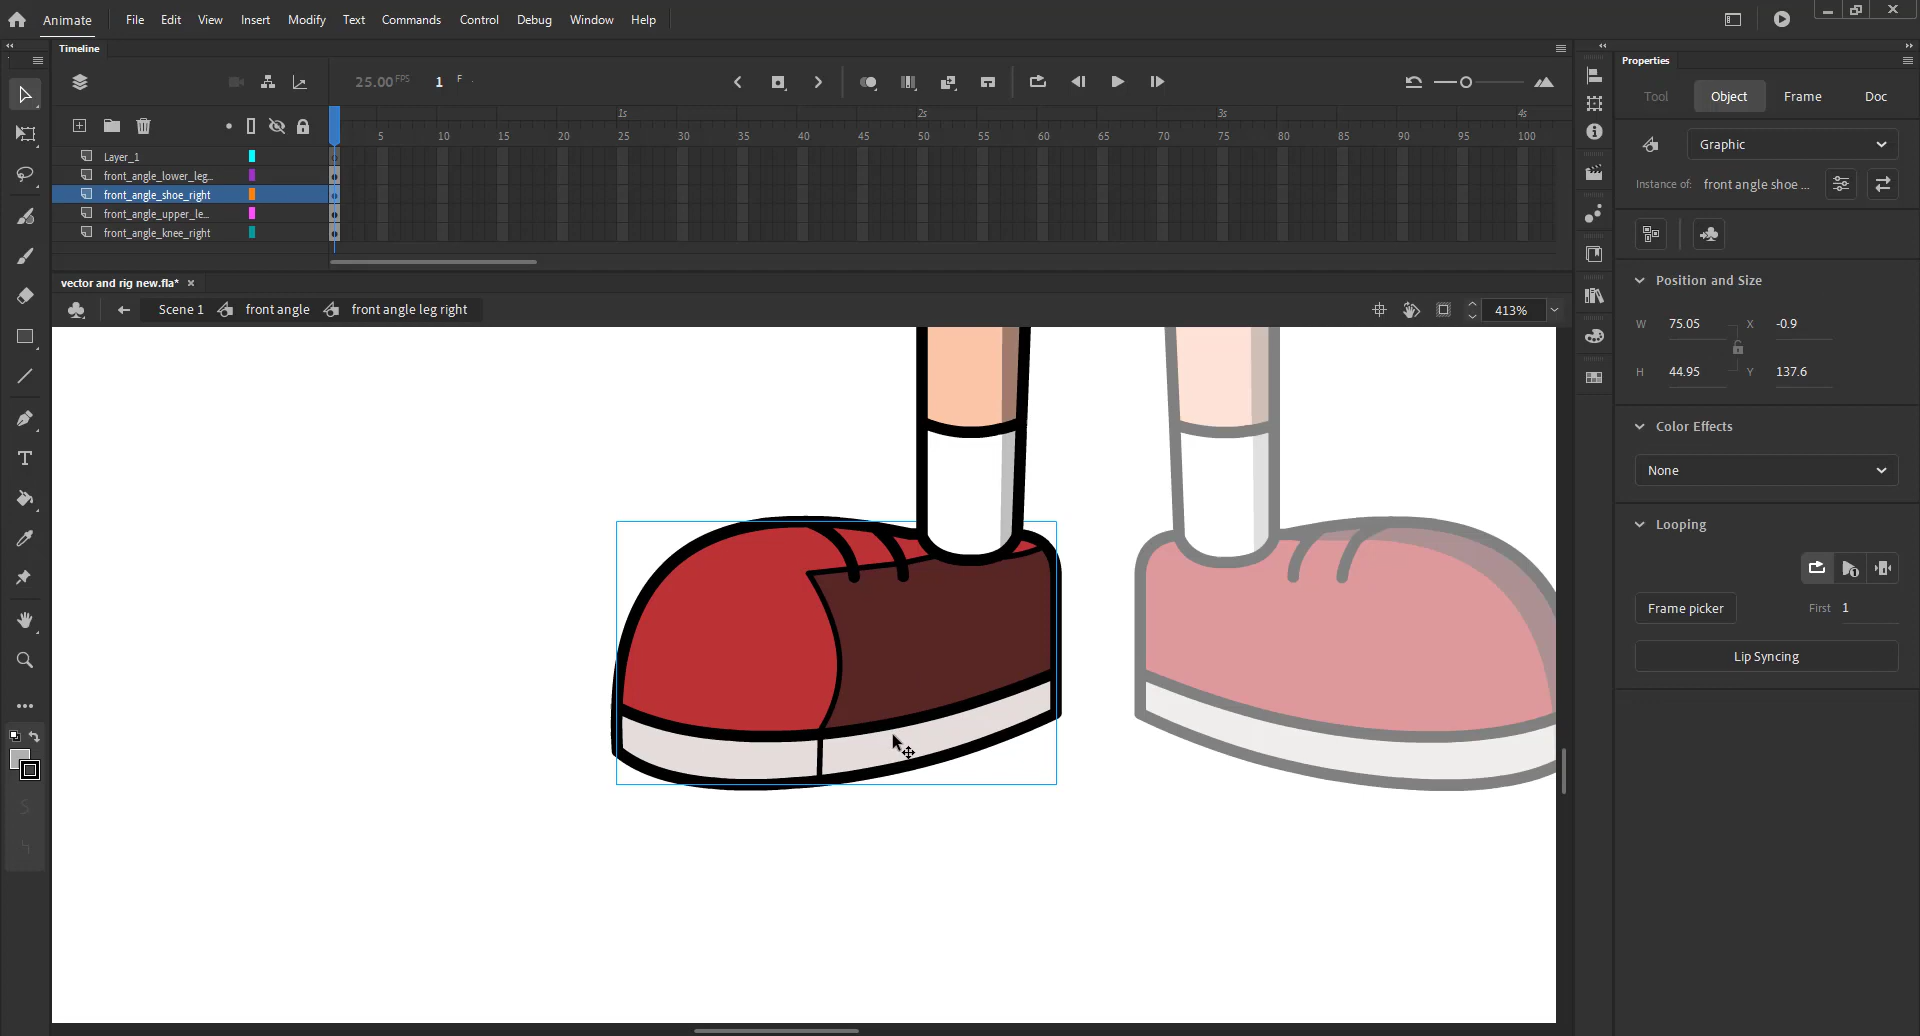 Animate File Edit View Insert Modify Text Commands Control Debug Window Help
Timeline
25.00 FPS 1 F
1s 2s 3s 4s
5 10 15 20 25 30 35 40 45 50 55 60 65 70 75 80 85 90 95 100
Layer_1
front_angle_lower_leg...
front_angle_shoe_right
front_angle_upper_le...
front_angle_knee_right
vector and rig new.fla*
Scene 1 front angle front angle leg right 413%
Properties
Tool Object Frame Doc
Graphic
Instance of: front angle shoe ...
Position and Size
W 75.05 X -0.9
H 44.95 Y 137.6
Color Effects
None
Looping
Frame picker First 1
Lip Syncing